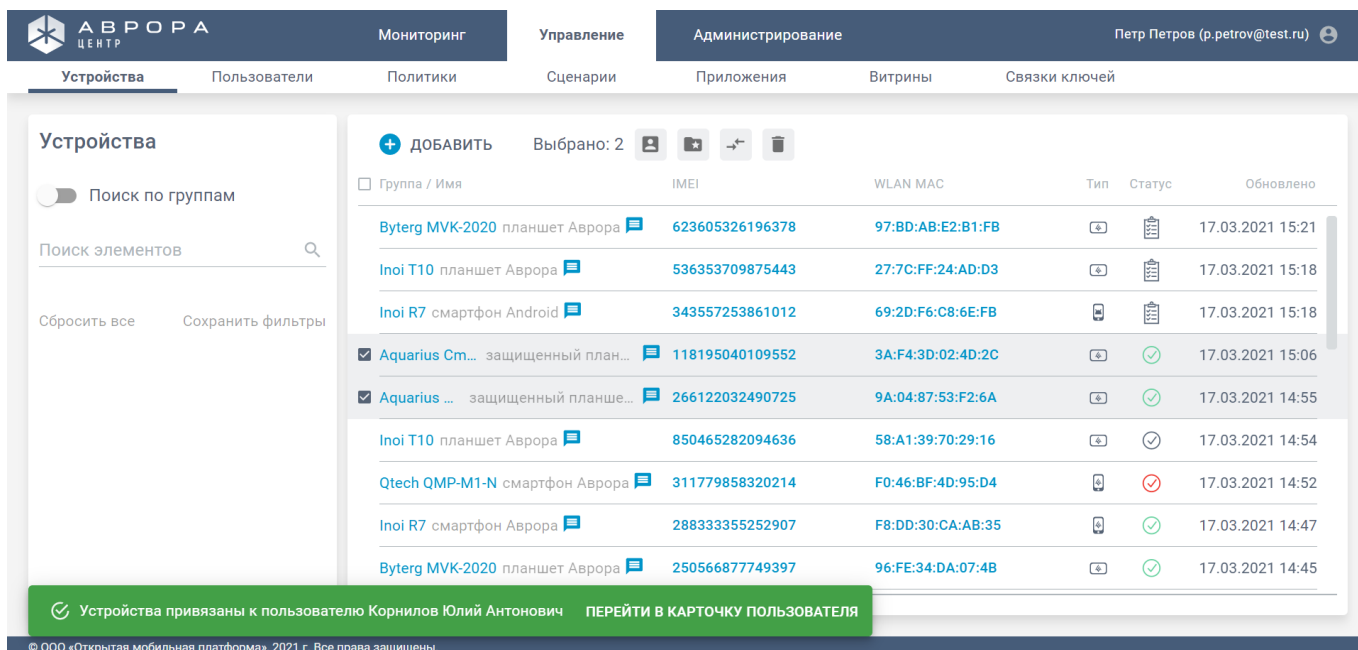 АВРОРА
ЦЕНТР
Мониторинг Управление Администрирование Петр Петров (p.petrov@test.ru)
Устройства Пользователи Политики Сценарии Приложения Витрины Связки ключей
Устройства
Поиск по группам
Поиск элементов
Сбросить все Сохранить фильтры
ДОБАВИТЬ Выбрано: 2
Группа / Имя IMEI WLAN MAC Тип Статус Обновлено
Byterg MVK-2020 планшет Аврора 623605326196378 97:BD:AB:E2:B1:FB 17.03.2021 15:21
Inoi T10 планшет Аврора 536353709875443 27:7C:FF:24:AD:D3 17.03.2021 15:18
Inoi R7 смартфон Android 343557253861012 69:2D:F6:C8:6E:FB 17.03.2021 15:18
Aquarius Cm... защищенный план... 118195040109552 3A:F4:3D:02:4D:2C 17.03.2021 15:06
Aquarius ... защищенный планше... 266122032490725 9A:04:87:53:F2:6A 17.03.2021 14:55
Inoi T10 планшет Аврора 850465282094636 58:A1:39:70:29:16 17.03.2021 14:54
Qtech QMP-M1-N смартфон Аврора 311779858320214 F0:46:BF:4D:95:D4 17.03.2021 14:52
Inoi R7 смартфон Аврора 288333355252907 F8:DD:30:CA:AB:35 17.03.2021 14:47
Byterg MVK-2020 планшет Аврора 250566877749397 96:FE:34:DA:07:4B 17.03.2021 14:45
Устройства привязаны к пользователю Корнилов Юлий Антонович ПЕРЕЙТИ В КАРТОЧКУ ПОЛЬЗОВАТЕЛЯ
© ООО «Открытая мобильная платформа», 2021 г. Все права защищены